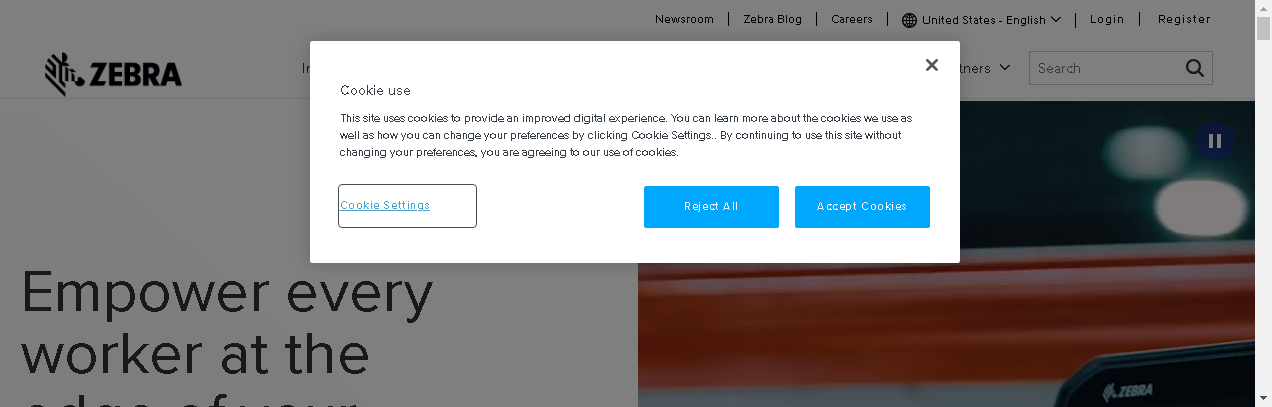 Newsroom
Zebra Blog
Careers
United States - English
Login
Register
ZEBRA
Search
Cookie use
This site uses cookies to provide an improved digital experience. You can learn more about the cookies we use as
well as how you can change your preferences by clicking Cookie Settings.. By continuing to use this site without
changing your preferences, you are agreeing to our use of cookies.
Cookie Settings
Reject All
Accept Cookies
Empower every
worker at the
edge of your
ZEBRA